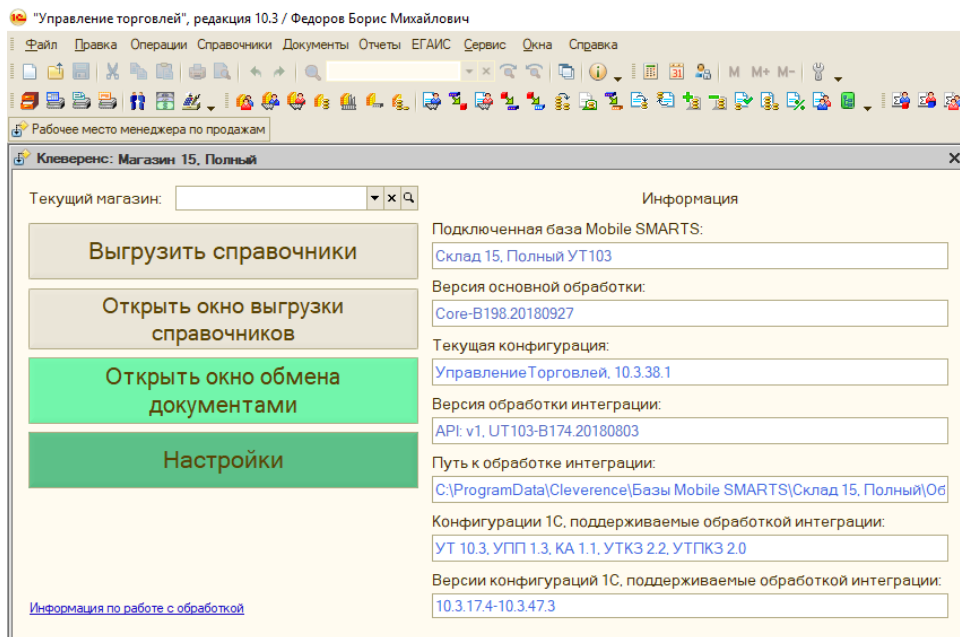 "Управление торговлей", редакция 10.3 / Федоров Борис Михайлович
Файл Правка Операции Справочники Документы Отчеты ЕГАИС Сервис Окна Справка
M M+ M-
Рабочее место менеджера по продажам
Клеверенс: Магазин 15, Полный
Текущий магазин:
Информация
Выгрузить справочники
Открыть окно выгрузки
справочников
Открыть окно обмена
документами
Настройки
Информация по работе с обработкой
Подключенная база Mobile SMARTS:
Склад 15, Полный УТ103
Версия основной обработки:
Core-B198.20180927
Текущая конфигурация:
УправлениеТорговлей, 10.3.38.1
Версия обработки интеграции:
API: v1, UT103-B174.20180803
Путь к обработке интеграции:
C:\ProgramData\Cleverence\Базы Mobile SMARTS\Склад 15, Полный\Об
Конфигурации 1С, поддерживаемые обработкой интеграции:
УТ 10.3, УПП 1.3, КА 1.1, УТКЗ 2.2, УТПКЗ 2.0
Версии конфигураций 1С, поддерживаемые обработкой интеграции:
10.3.17.4-10.3.47.3